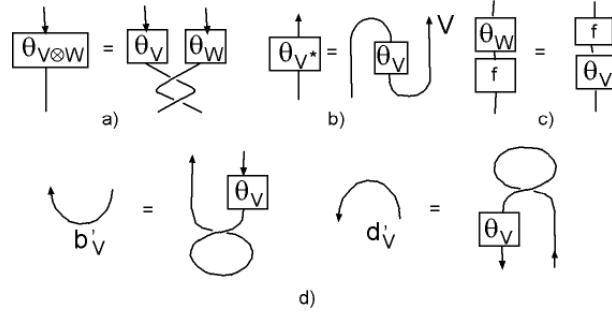 θV⊗W = θV θW
a)
θV* = θV V
b)
θW f = f θV
c)
b'V = θV
d'V = θV
d)